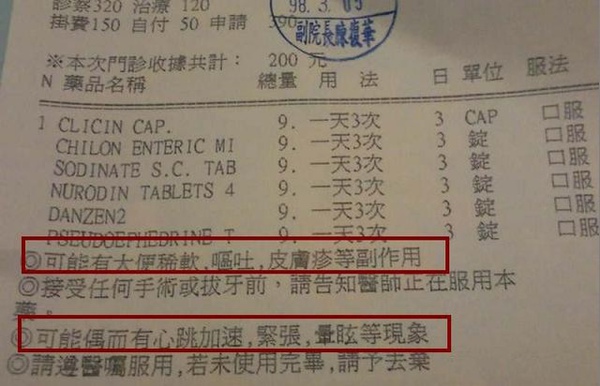 診察320 治療 120
掛費150 自付 50 申請 390
98. 3. 05
副院長陳復華
※本次門診收據共計: 200 元
N 藥品名稱 總量 用 法 日 單位 服法
1 CLICIN CAP. 9. 一天3次 3 CAP 口服
CHILON ENTERIC MI 9. 一天3次 3 錠 口服
SODINATE S.C. TAB 9. 一天3次 3 錠 口服
NURODIN TABLETS 4 9. 一天3次 3 錠 口服
DANZEN2 9. 一天3次 3 錠 口服
PSEUDOEPHEDRINE T 9. 一天3次 3 錠 口服
◎可能有大便稀軟,嘔吐,皮膚疹等副作用
◎接受任何手術或拔牙前, 請告知醫師正在服用本
藥。
◎可能偶而有心跳加速,緊張,暈眩等現象
◎請遵醫囑服用,若未使用完畢,請予去棄